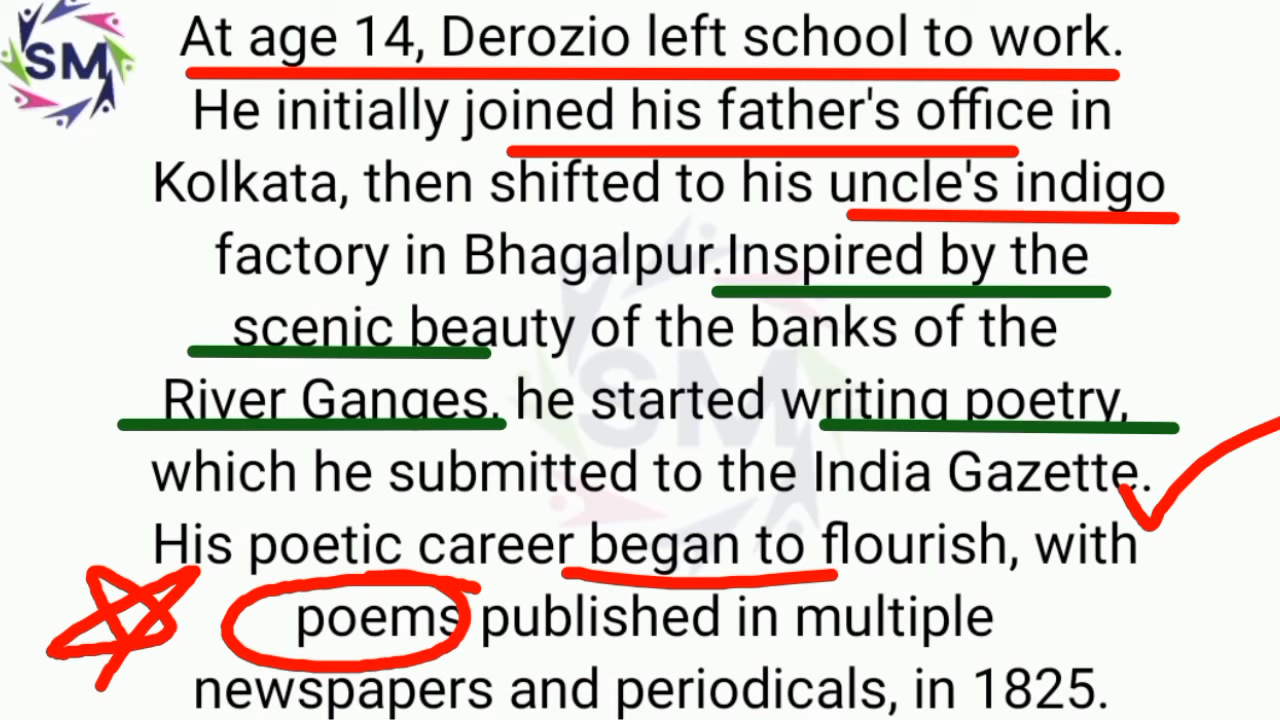 SM
At age 14, Derozio left school to work.
He initially joined his father's office in
Kolkata, then shifted to his uncle's indigo
factory in Bhagalpur.Inspired by the
scenic beauty of the banks of the
River Ganges, he started writing poetry,
which he submitted to the India Gazette.
His poetic career began to flourish, with
poems published in multiple
newspapers and periodicals, in 1825.
SM